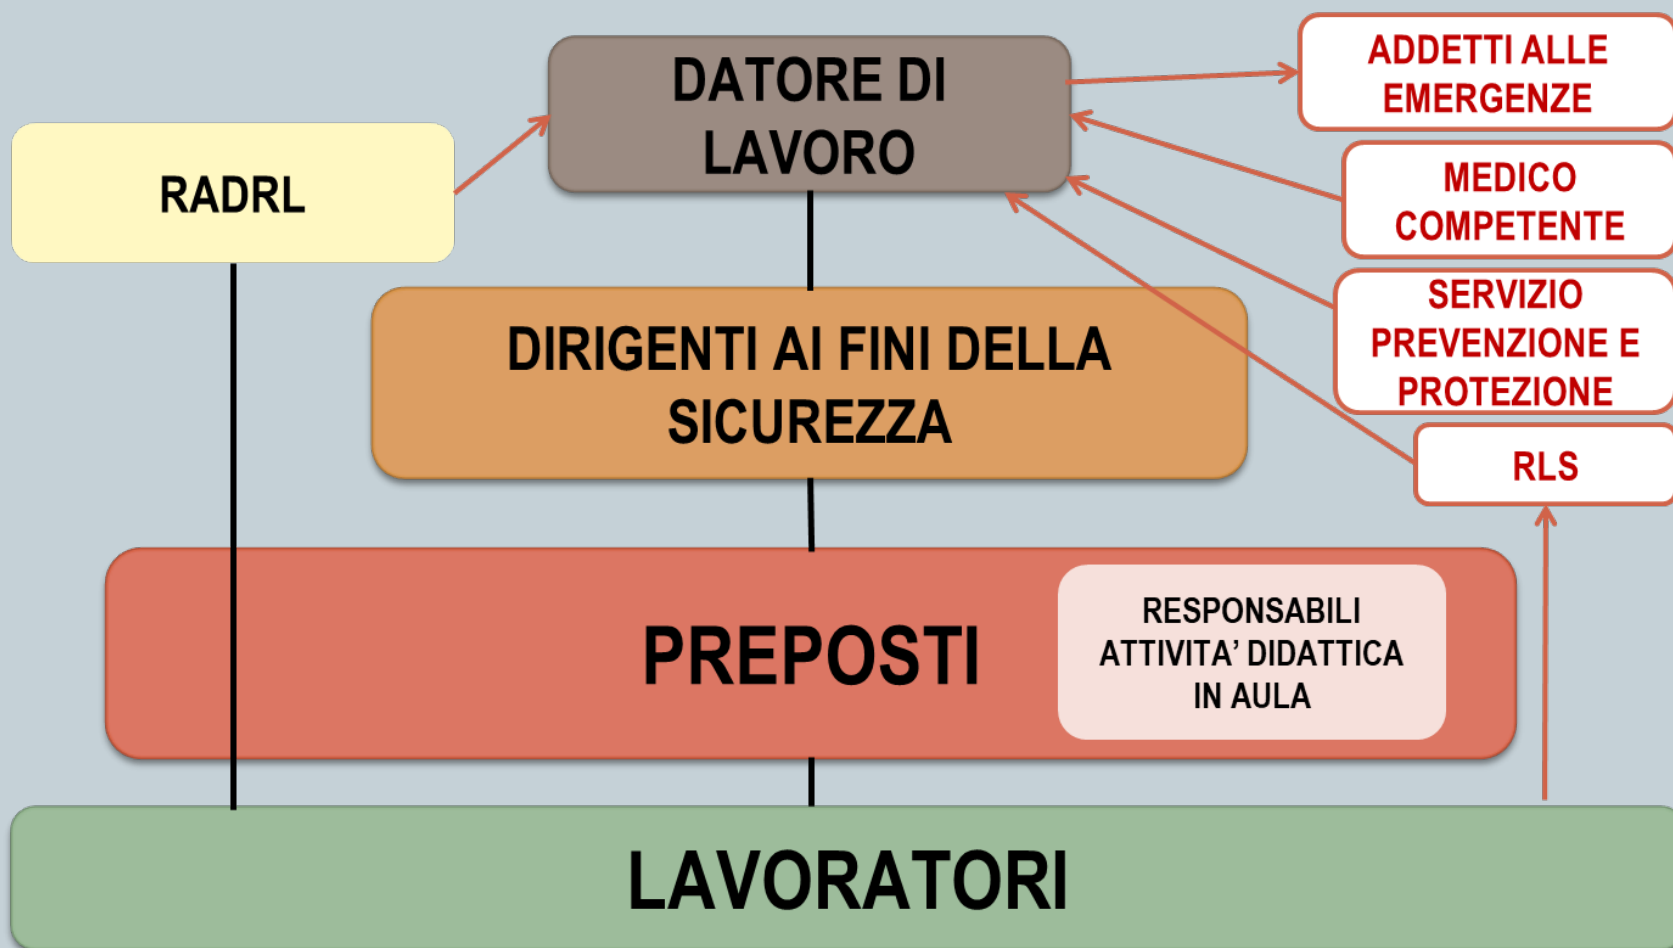 DATORE DI
LAVORO
ADDETTI ALLE
EMERGENZE
RADRL
MEDICO
COMPETENTE
DIRIGENTI AI FINI DELLA
SICUREZZA
SERVIZIO
PREVENZIONE E
PROTEZIONE
RLS
PREPOSTI
RESPONSABILI
ATTIVITA’ DIDATTICA
IN AULA
LAVORATORI